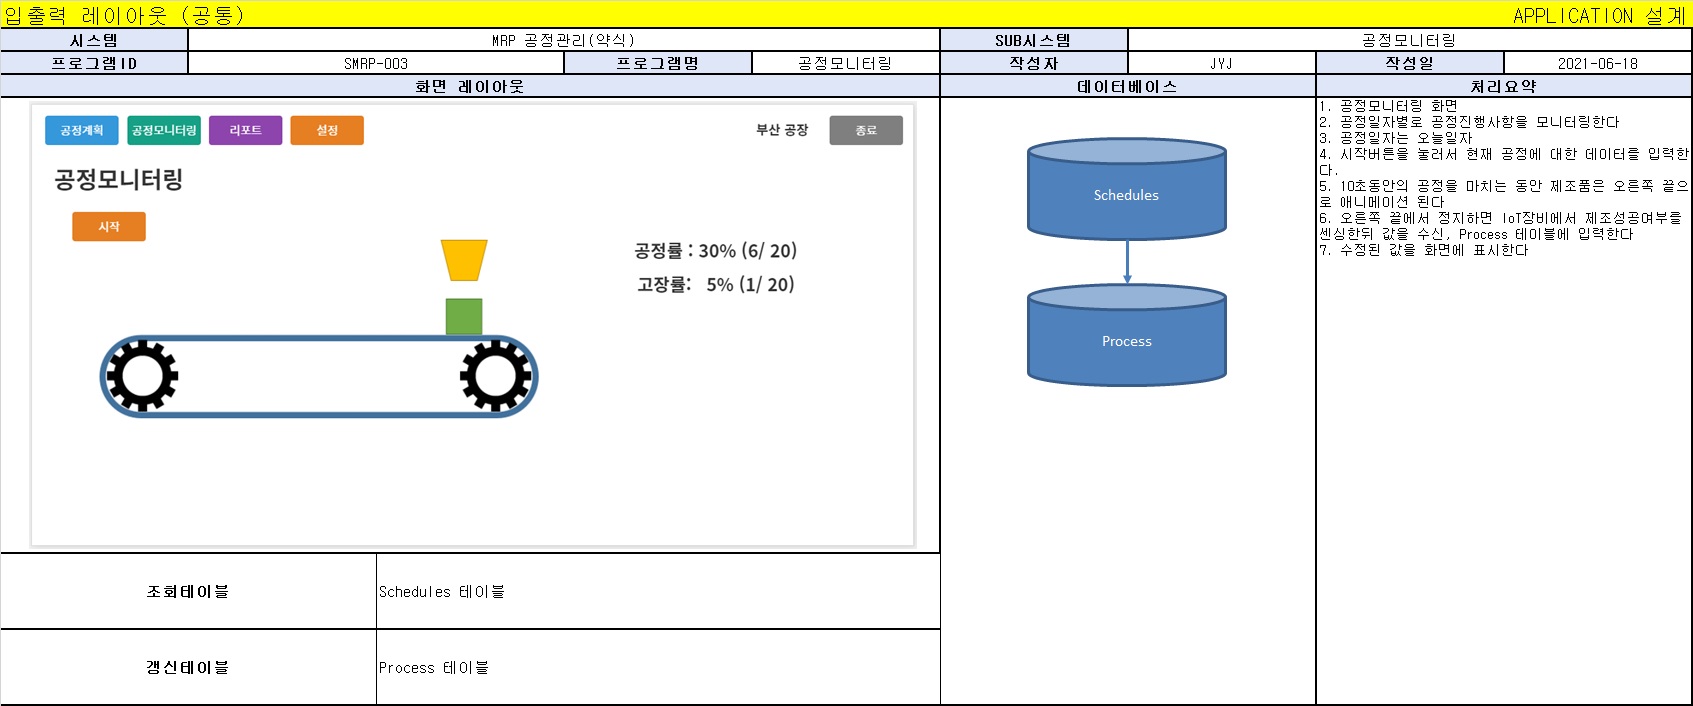 입출력 레이아웃 (공통) APPLICATION 설계
시스템 MRP 공정관리(약식) SUB시스템 공정모니터링
프로그램ID SMRP-003 프로그램명 공정모니터링 작성자 JYJ 작성일 2021-06-18
화면 레이아웃 데이터베이스 처리요약
공정계획 공정모니터링 리포트 설정 부산 공장 종료
공정모니터링
시작
공정률 : 30% (6/ 20)
고장률: 5% (1/ 20)
Schedules
Process
1. 공정모니터링 화면
2. 공정일자별로 공정진행사항을 모니터링한다
3. 공정일자는 오늘일자
4. 시작버튼을 눌러서 현재 공정에 대한 데이터를 입력한
다.
5. 10초동안의 공정을 마치는 동안 제조품은 오른쪽 끝으
로 애니메이션 된다
6. 오른쪽 끝에서 정지하면 IoT장비에서 제조성공여부를
센싱한뒤 값을 수신, Process 테이블에 입력한다
7. 수정된 값을 화면에 표시한다
조회테이블 Schedules 테이블
갱신테이블 Process 테이블